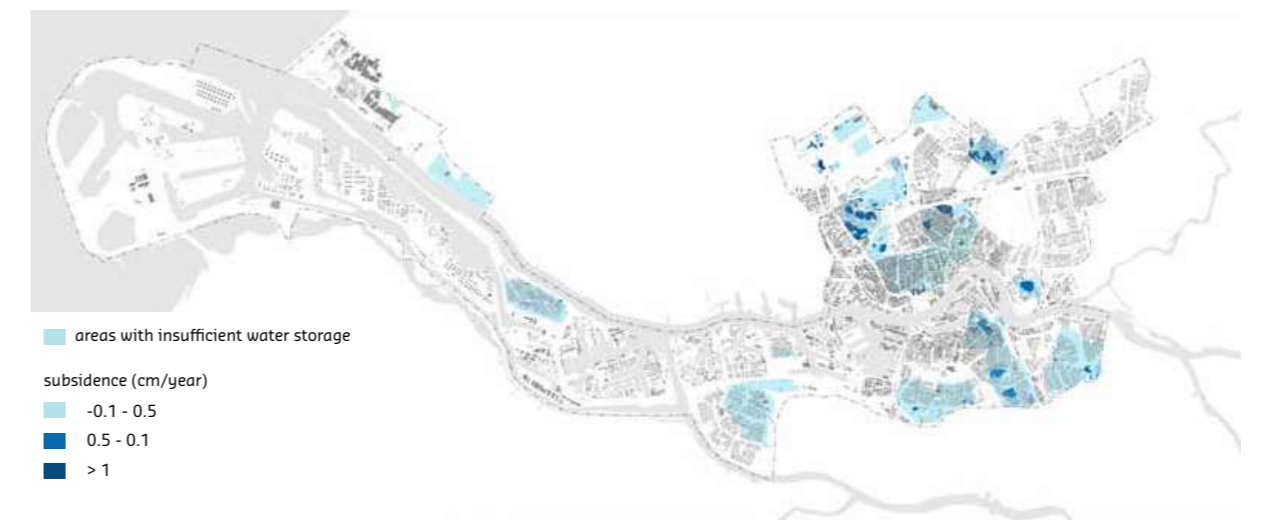 areas with insufficient water storage
subsidence (cm/year)
-0.1 - 0.5
0.5 - 0.1
> 1